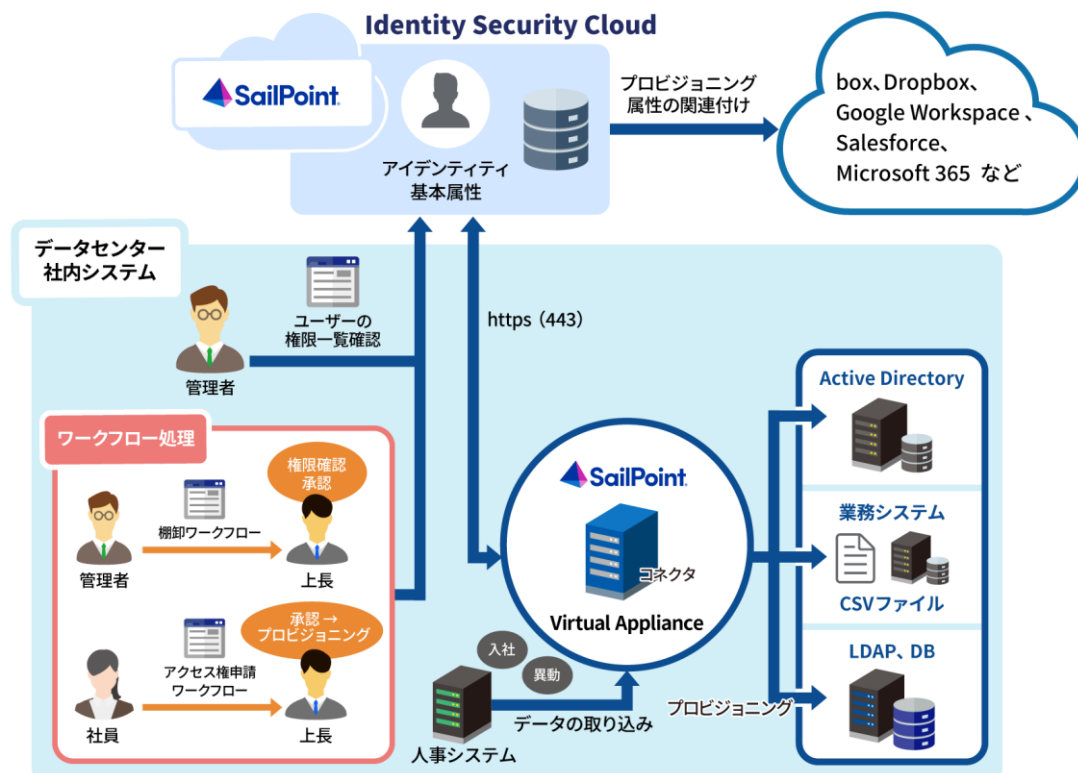 Identity Security Cloud
SailPoint
アイデンティティ
基本属性
プロビジョニング
属性の関連付け
box、Dropbox、
Google Workspace 、
Salesforce、
Microsoft 365 など
データセンター
社内システム
ユーザーの
権限一覧確認
管理者
https（443）
ワークフロー処理
権限確認
承認
棚卸ワークフロー
管理者
上長
承認→
プロビジョニング
アクセス権申請
ワークフロー
社員
上長
SailPoint
コネクタ
Virtual Appliance
入社
異動
データの取り込み
人事システム
プロビジョニング
Active Directory
業務システム
CSVファイル
LDAP、DB